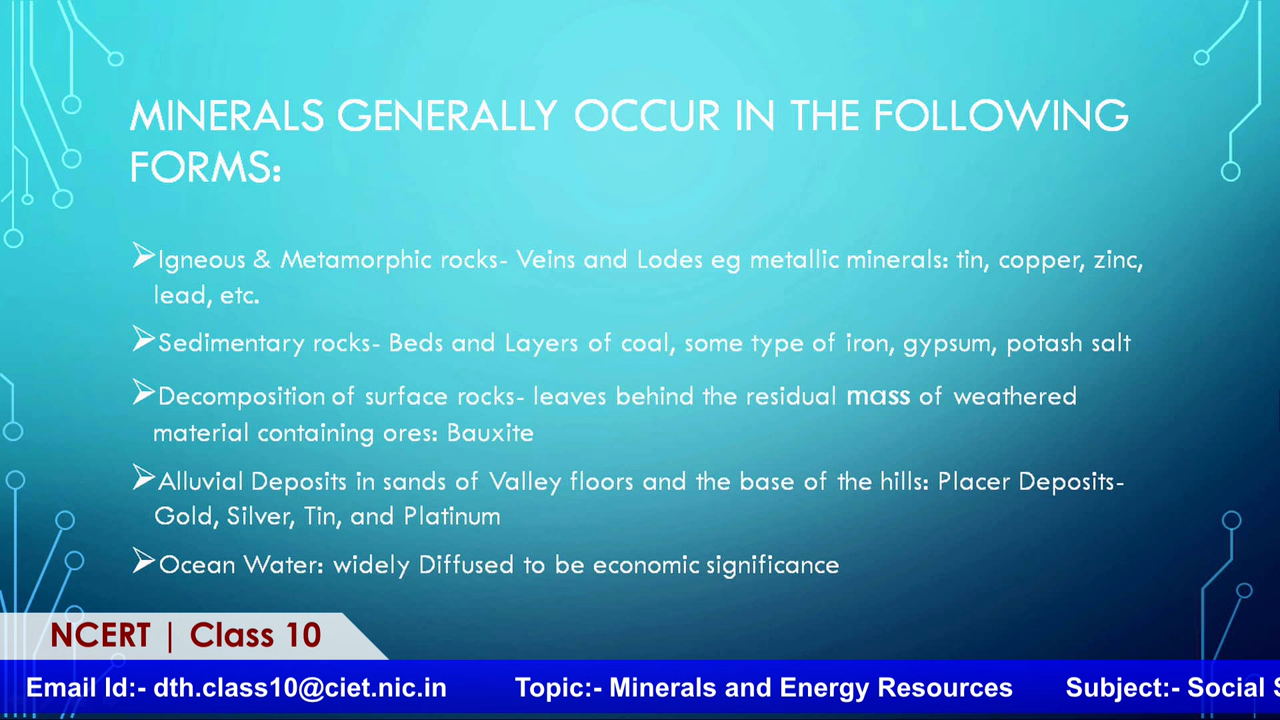 MINERALS GENERALLY OCCUR IN THE FOLLOWING
FORMS:
Igneous & Metamorphic rocks- Veins and Lodes eg metallic minerals: tin, copper, zinc,
lead, etc.
Sedimentary rocks- Beds and Layers of coal, some type of iron, gypsum, potash salt
Decomposition of surface rocks- leaves behind the residual mass of weathered
material containing ores: Bauxite
Alluvial Deposits in sands of Valley floors and the base of the hills: Placer Deposits-
Gold, Silver, Tin, and Platinum
Ocean Water: widely Diffused to be economic significance
NCERT | Class 10
Email Id:- dth.class10@ciet.nic.in Topic:- Minerals and Energy Resources Subject:- Social